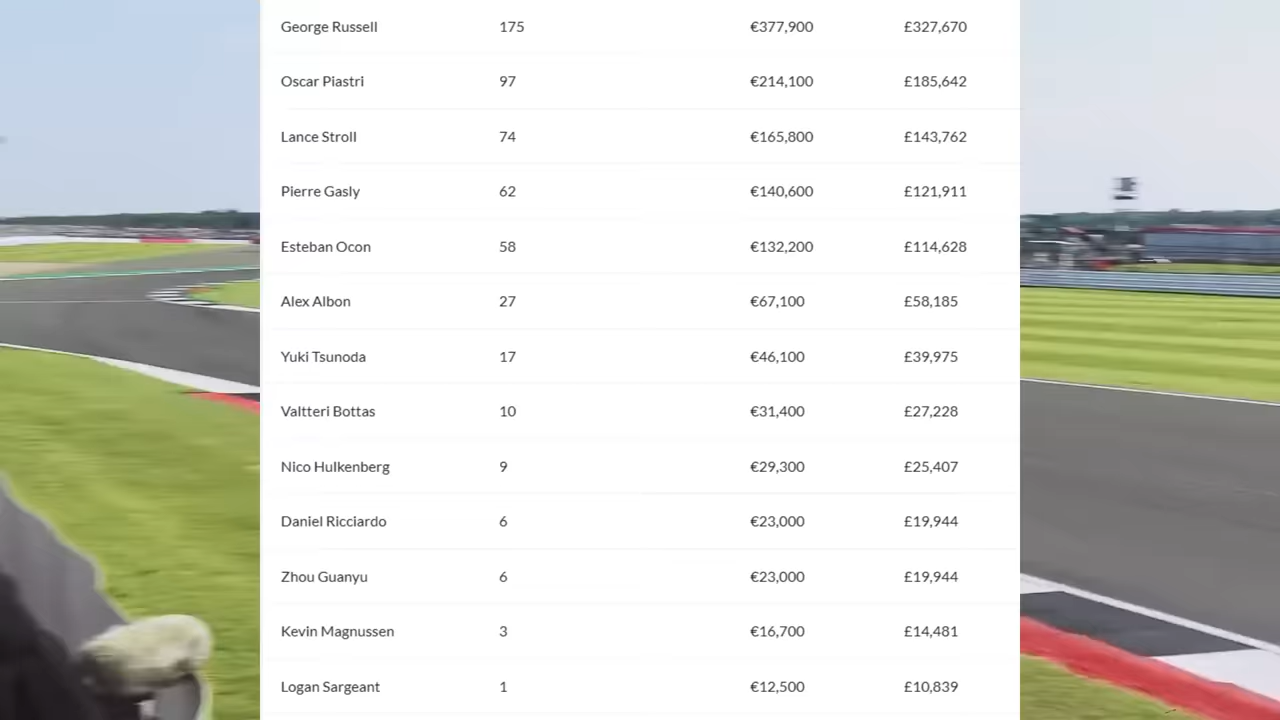 George Russell 175 €377,900 £327,670
Oscar Piastri 97 €214,100 £185,642
Lance Stroll 74 €165,800 £143,762
Pierre Gasly 62 €140,600 £121,911
Esteban Ocon 58 €132,200 £114,628
Alex Albon 27 €67,100 £58,185
Yuki Tsunoda 17 €46,100 £39,975
Valtteri Bottas 10 €31,400 £27,228
Nico Hulkenberg 9 €29,300 £25,407
Daniel Ricciardo 6 €23,000 £19,944
Zhou Guanyu 6 €23,000 £19,944
Kevin Magnussen 3 €16,700 £14,481
Logan Sargeant 1 €12,500 £10,839